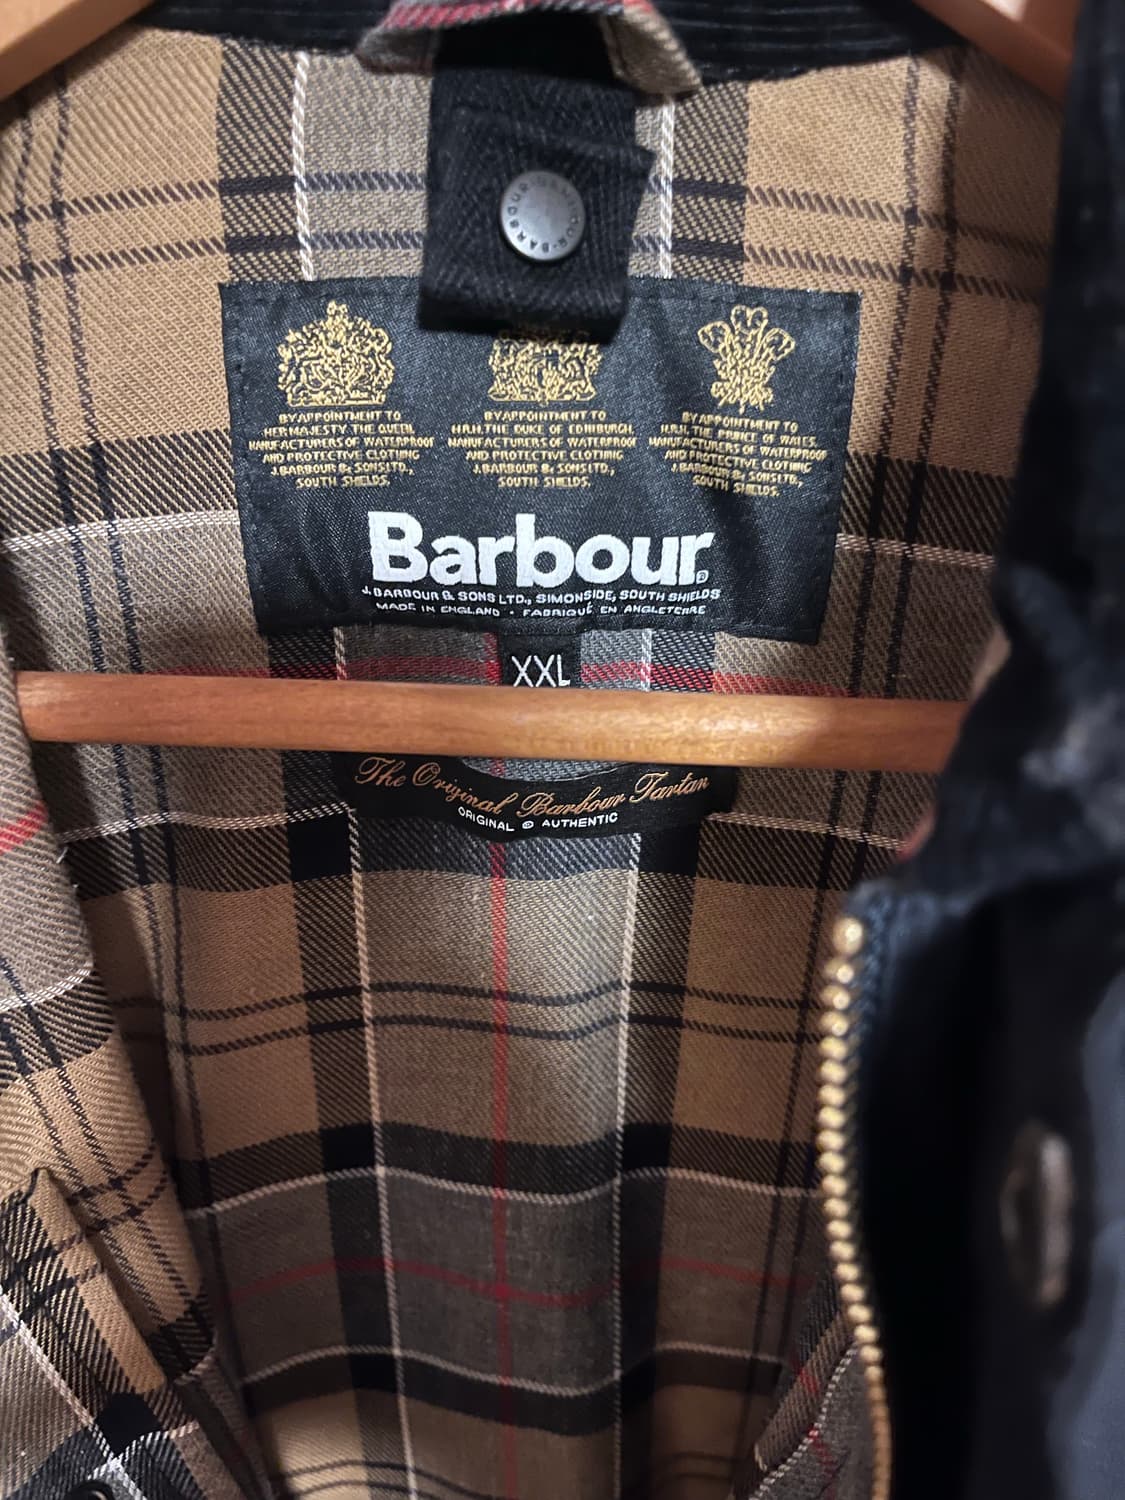 BARBOUR · BARBOUR ·
BY APPOINTMENT TO
HER MAJESTY THE QUEEN
MANUFACTURERS OF WATERPROOF
AND PROTECTIVE CLOTHING
J.BARBOUR & SONS LTD.,
SOUTH SHIELDS.
BY APPOINTMENT TO
H.R.H. THE DUKE OF EDINBURGH
MANUFACTURERS OF WATERPROOF
AND PROTECTIVE CLOTHING
J.BARBOUR & SONS LTD.,
SOUTH SHIELDS.
BY APPOINTMENT TO
H.R.H. THE PRINCE OF WALES.
MANUFACTURERS OF WATERPROOF
AND PROTECTIVE CLOTHING
J.BARBOUR & SONS LTD.,
SOUTH SHIELDS.
Barbour®
J.BARBOUR & SONS LTD., SIMONSIDE, SOUTH SHIELDS
MADE IN ENGLAND · FABRIQUÉ EN ANGLETERRE
XXL
The Original Barbour Tartan
ORIGINAL © AUTHENTIC